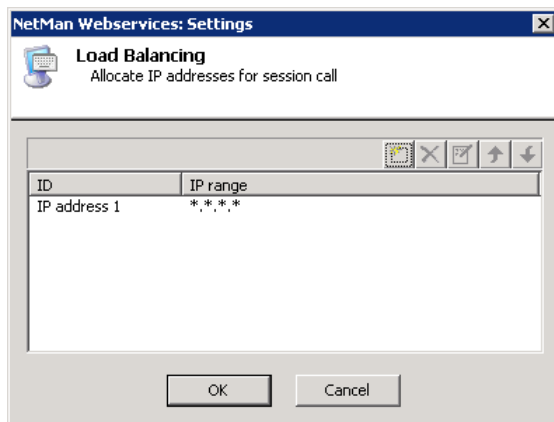 NetMan Webservices: Settings
Load Balancing
Allocate IP addresses for session call
ID IP range
IP address 1 *.*.*.*
OK Cancel